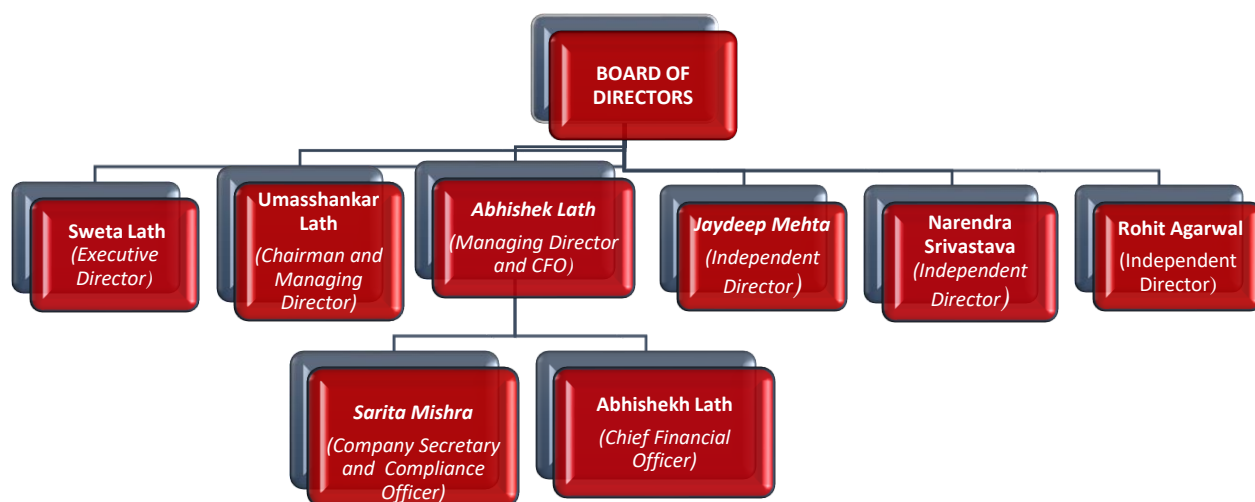 BOARD OF
DIRECTORS
Sweta Lath
(Executive
Director)
Umasshankar
Lath
(Chairman and
Managing
Director)
Abhishek Lath
(Managing Director
and CFO)
Jaydeep Mehta
(Independent
Director)
Narendra
Srivastava
(Independent
Director)
Rohit Agarwal
(Independent
Director)
Sarita Mishra
(Company Secretary
and Compliance
Officer)
Abhishekh Lath
(Chief Financial
Officer)